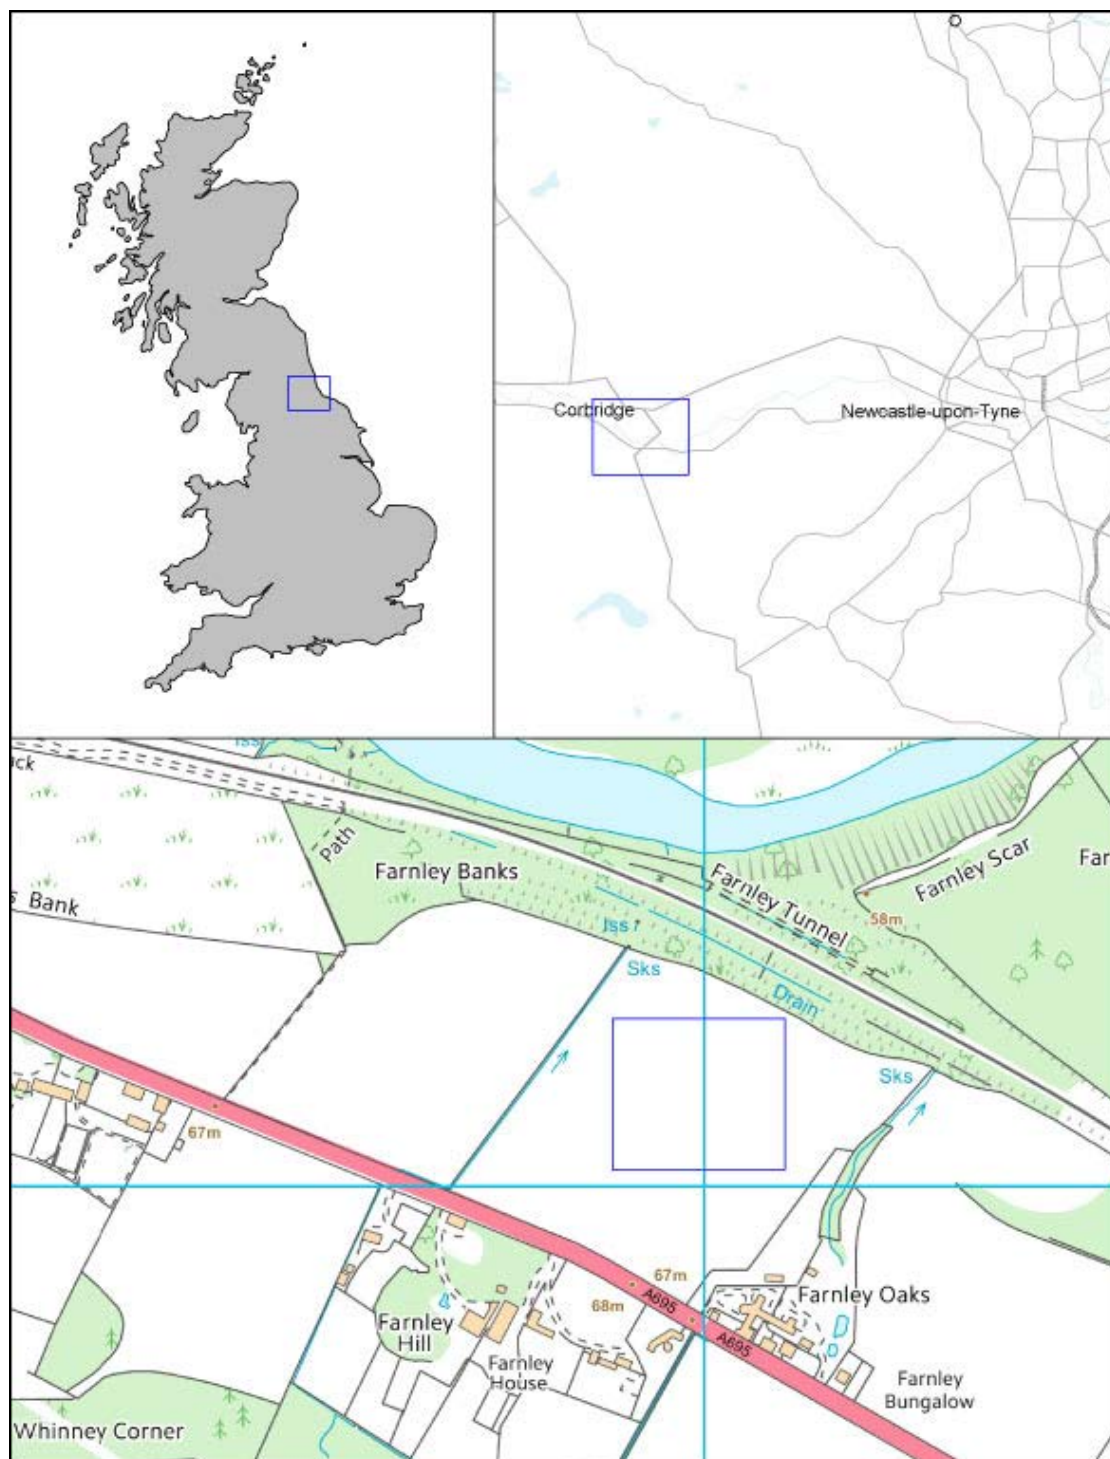 Corbridge
Newcastle-upon-Tyne
Iss
Path
Farnley Banks
Farnley Tunnel
Farnley Scar
Far
58m
Bank
Iss
Sks
Drain
Sks
67m
Farnley
Hill
Farnley
House
67m
68m
A695
A695
Farnley Oaks
Farnley
Bungalow
Whinney Corner